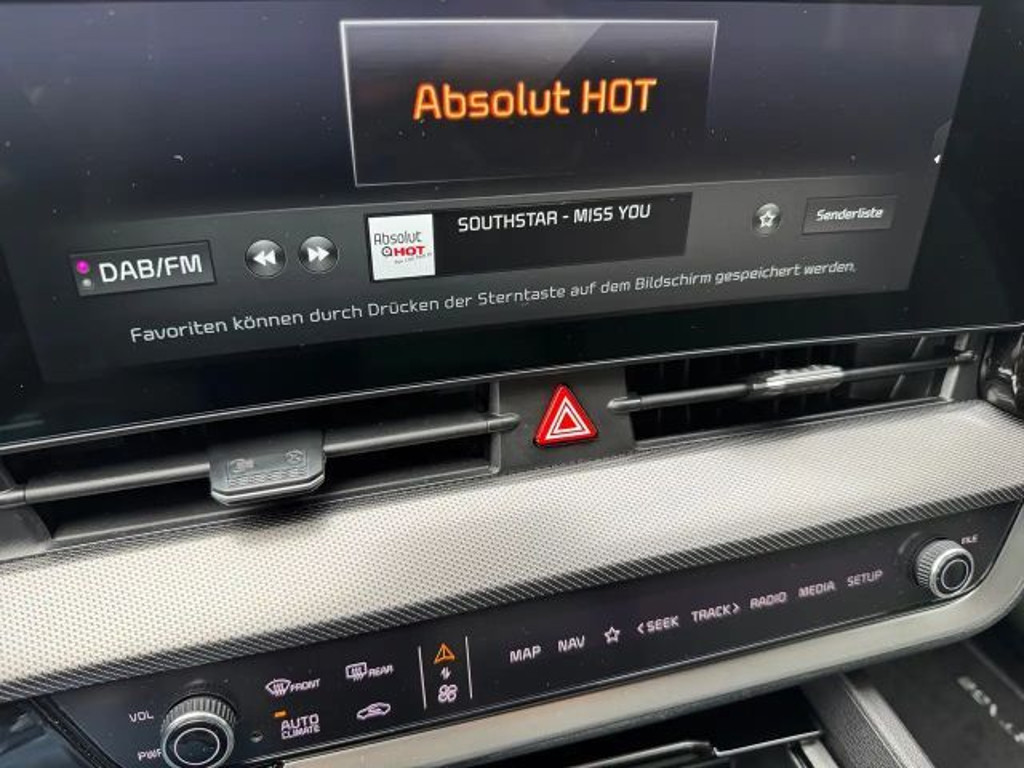 Absolut HOT
SOUTHSTAR - MISS YOU
Senderliste
Absolut
HOT
DAB/FM
Favoriten können durch Drücken der Sterntaste auf dem Bildschirm gespeichert werden.
FILE
MAP NAV <SEEK TRACK> RADIO MEDIA SETUP
FRONT REAR
VOL
AUTO
CLIMATE
PWR